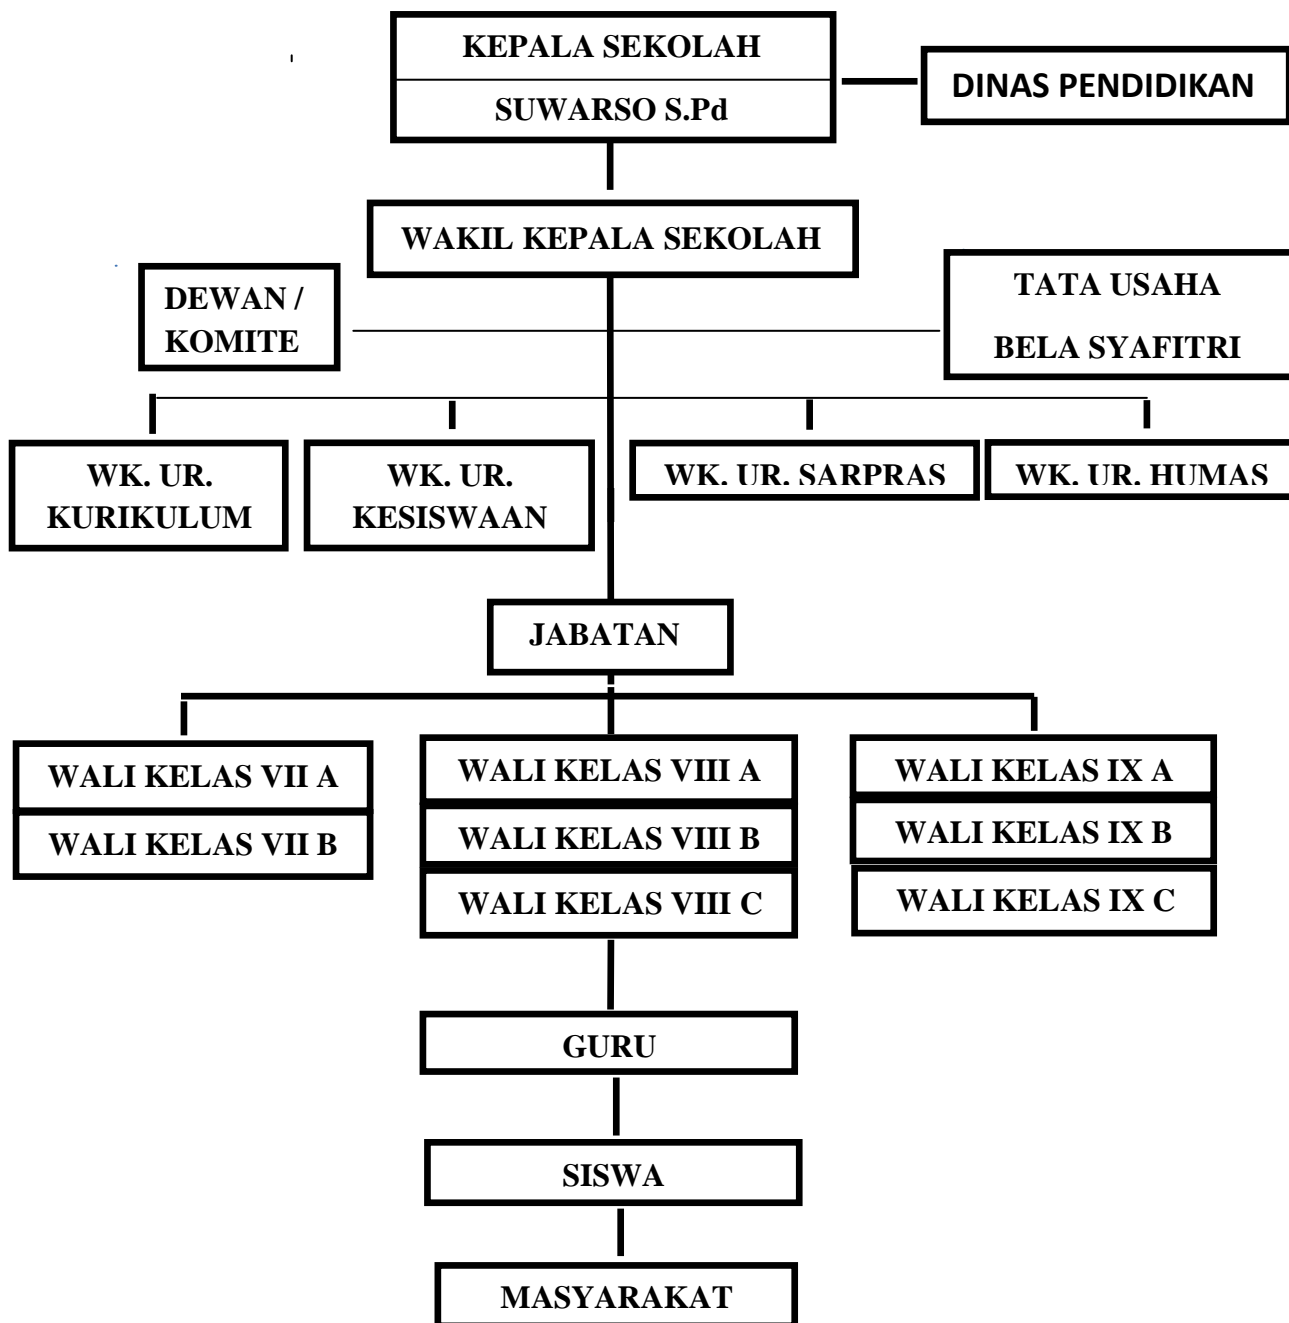 KEPALA SEKOLAH
SUWARSO S.Pd
DINAS PENDIDIKAN
WAKIL KEPALA SEKOLAH
DEWAN /
KOMITE
TATA USAHA
BELA SYAFITRI
WK. UR.
KURIKULUM
WK. UR.
KESISWAAN
WK. UR. SARPRAS
WK. UR. HUMAS
JABATAN
WALI KELAS VII A
WALI KELAS VII B
WALI KELAS VIII A
WALI KELAS VIII B
WALI KELAS VIII C
WALI KELAS IX A
WALI KELAS IX B
WALI KELAS IX C
GURU
SISWA
MASYARAKAT